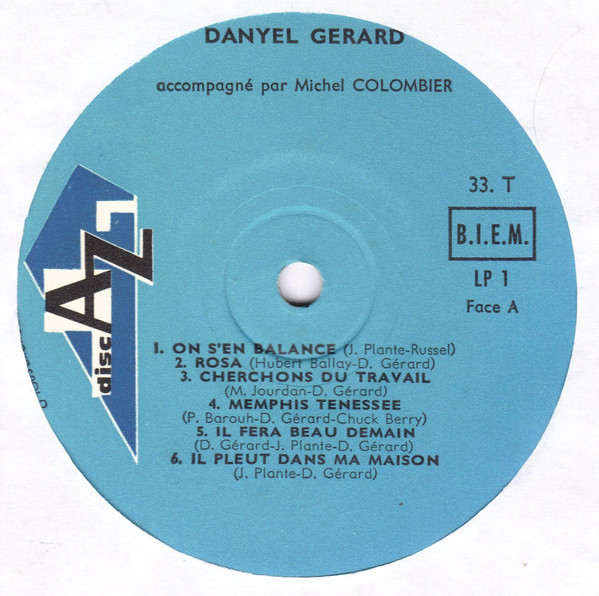 DANYEL GERARD
accompagné par Michel COLOMBIER
33. T
B.I.E.M.
LP 1
Face A
disc AZ
1. ON S'EN BALANCE (J. Plante-Russel)
2. ROSA (Hubert Ballay-D. Gérard)
3. CHERCHONS DU TRAVAIL
(M. Jourdan-D. Gérard)
4. MEMPHIS TENESSEE
(P. Barouh-D. Gérard-Chuck Berry)
5. IL FERA BEAU DEMAIN
(D. Gérard-J. Plante-D. Gérard)
6. IL PLEUT DANS MA MAISON
(J. Plante-D. Gérard)